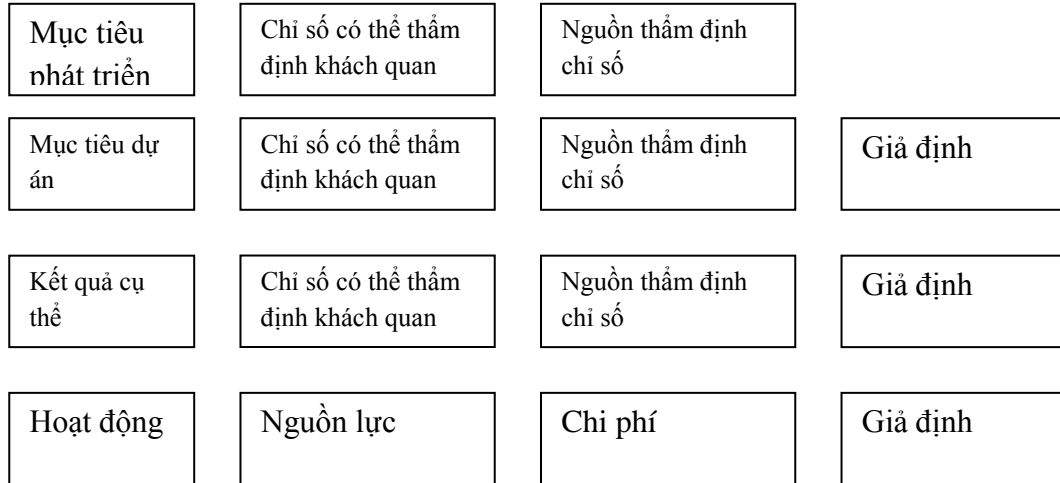 Mục tiêu
phát triển
Chỉ số có thể thẩm
định khách quan
Nguồn thẩm định
chỉ số
Mục tiêu dự
án
Chỉ số có thể thẩm
định khách quan
Nguồn thẩm định
chỉ số
Giả định
Kết quả cụ
thể
Chỉ số có thể thẩm
định khách quan
Nguồn thẩm định
chỉ số
Giả định
Hoạt động
Nguồn lực
Chi phí
Giả định